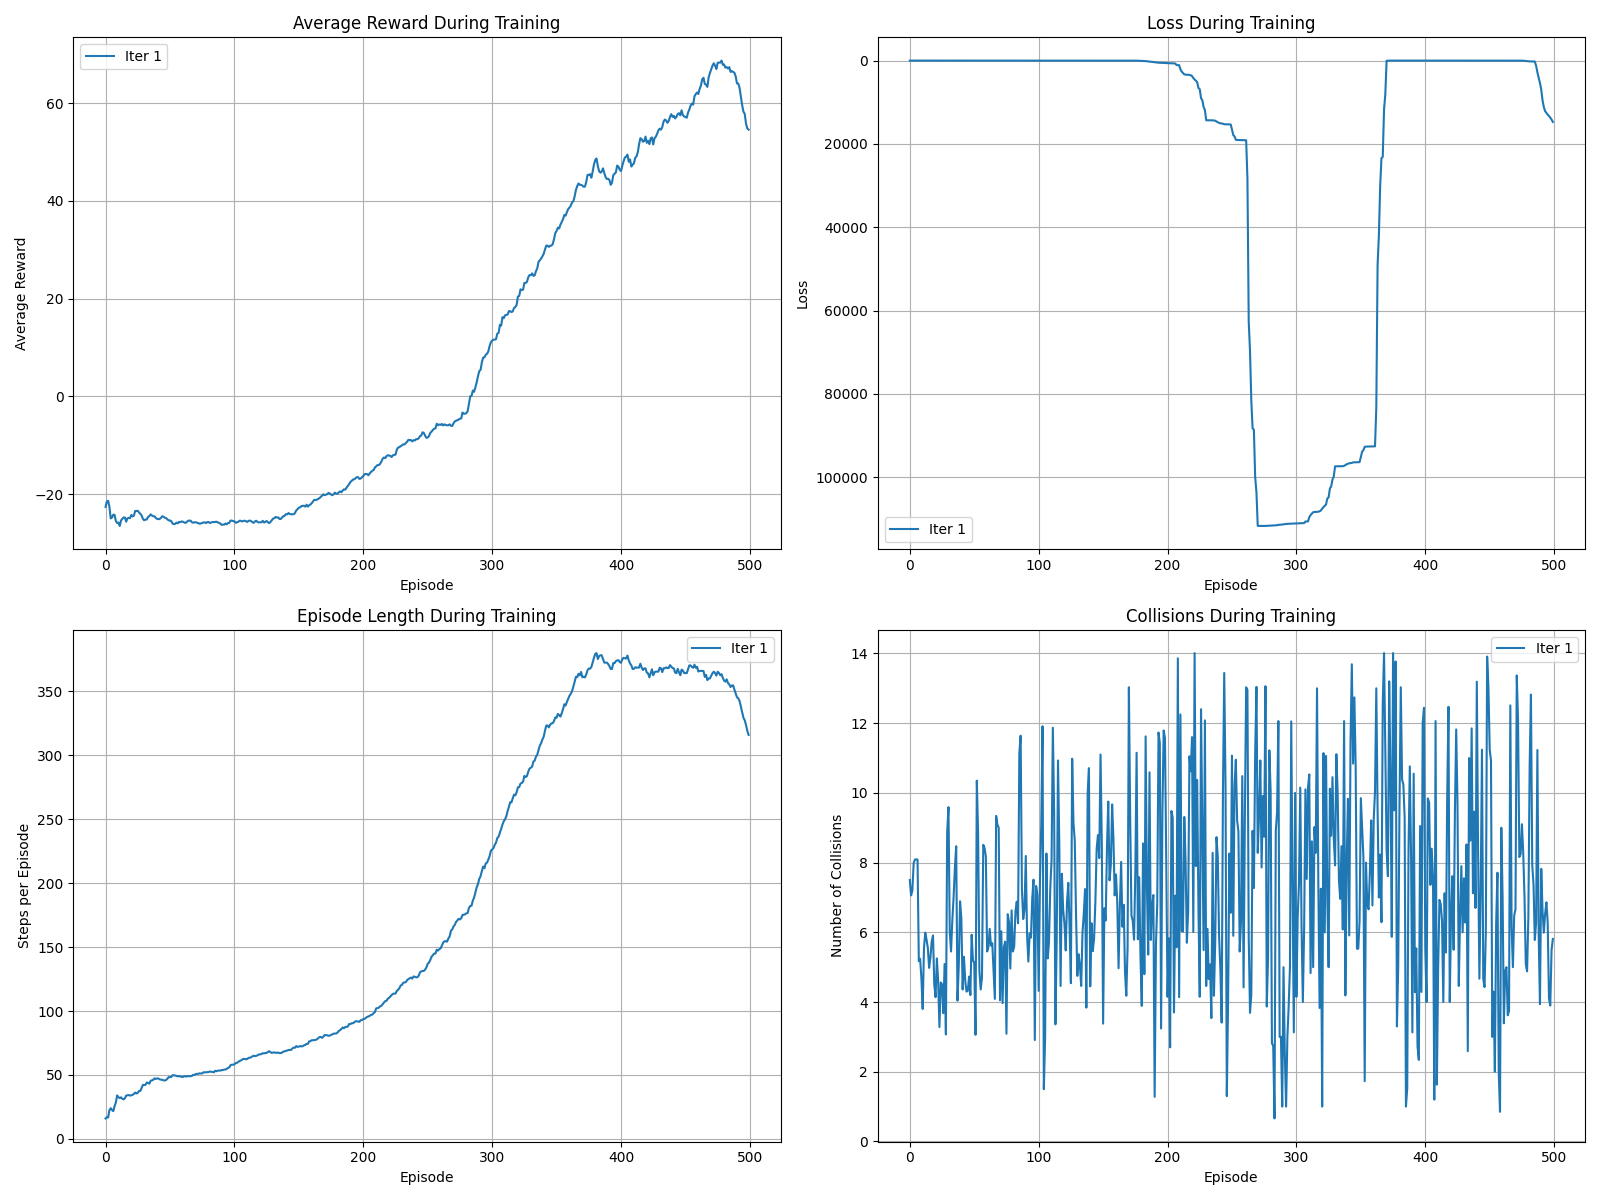 Average Reward During Training
Iter 1
60
40
20
0
−20
Average Reward
0 100 200 300 400 500
Episode
Loss During Training
0
20000
40000
60000
80000
100000
Loss
Iter 1
0 100 200 300 400 500
Episode
Episode Length During Training
Iter 1
350
300
250
200
150
100
50
0
Steps per Episode
0 100 200 300 400 500
Episode
Collisions During Training
Iter 1
14
12
10
8
6
4
2
0
Number of Collisions
0 100 200 300 400 500
Episode